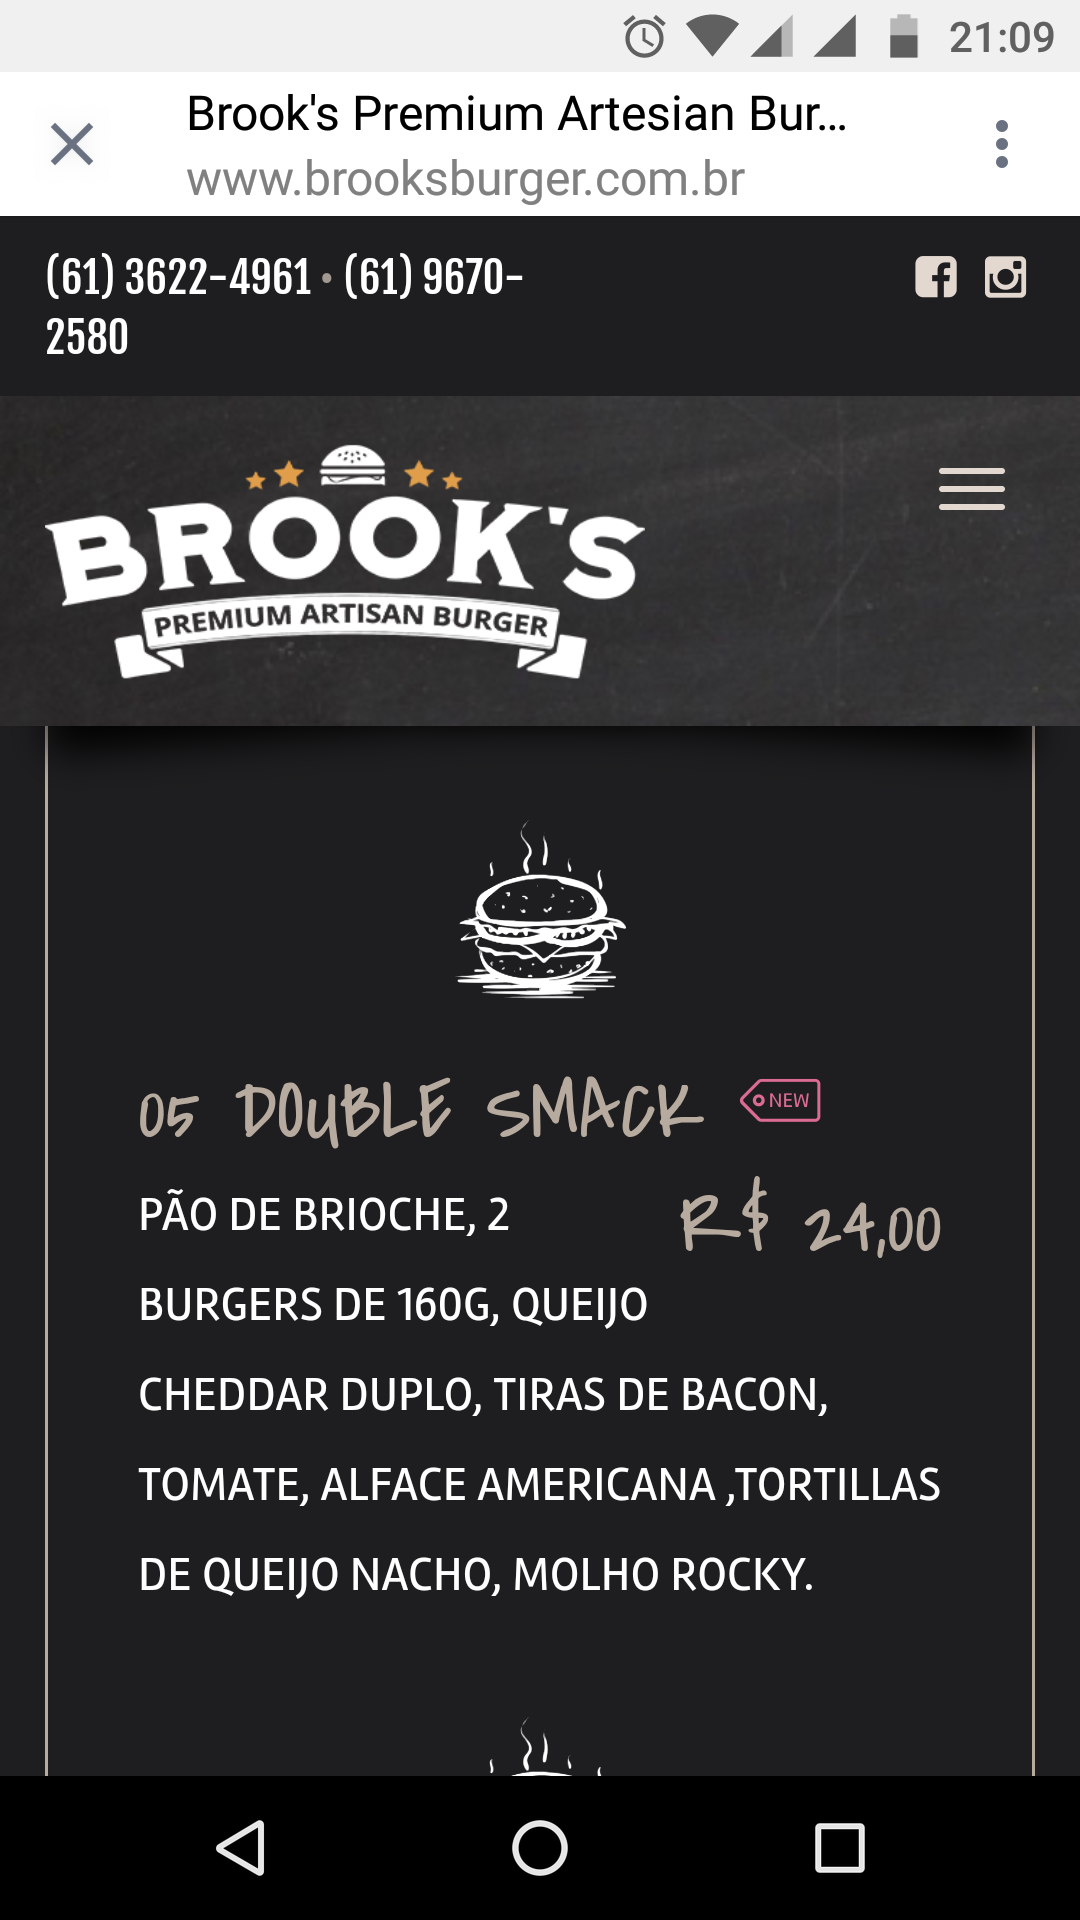 21:09
Brook's Premium Artesian Bur...
www.brooksburger.com.br
(61) 3622-4961 • (61) 9670-
2580
BROOK'S
PREMIUM ARTISAN BURGER
05 DOUBLE SMACK NEW
PÃO DE BRIOCHE, 2 R$ 24,00
BURGERS DE 160G, QUEIJO
CHEDDAR DUPLO, TIRAS DE BACON,
TOMATE, ALFACE AMERICANA ,TORTILLAS
DE QUEIJO NACHO, MOLHO ROCKY.